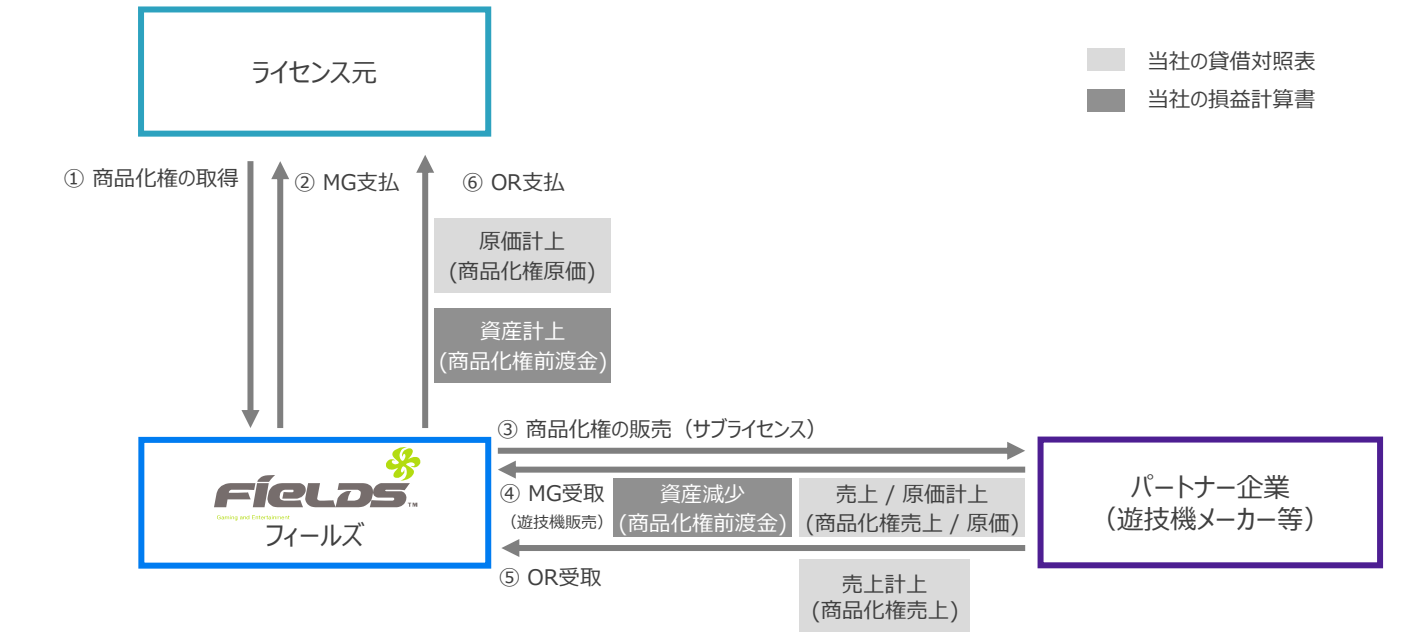 ライセンス元
当社の貸借対照表
当社の損益計算書
① 商品化権の取得
② MG支払
⑥ OR支払
原価計上
(商品化権原価)
資産計上
(商品化権前渡金)
③ 商品化権の販売（サブライセンス）
FIELDS™
Gaming and Entertainment
フィールズ
④ MG受取
（遊技機販売）
資産減少
(商品化権前渡金)
売上 / 原価計上
(商品化権売上 / 原価)
パートナー企業
（遊技機メーカー等）
⑤ OR受取
売上計上
(商品化権売上)